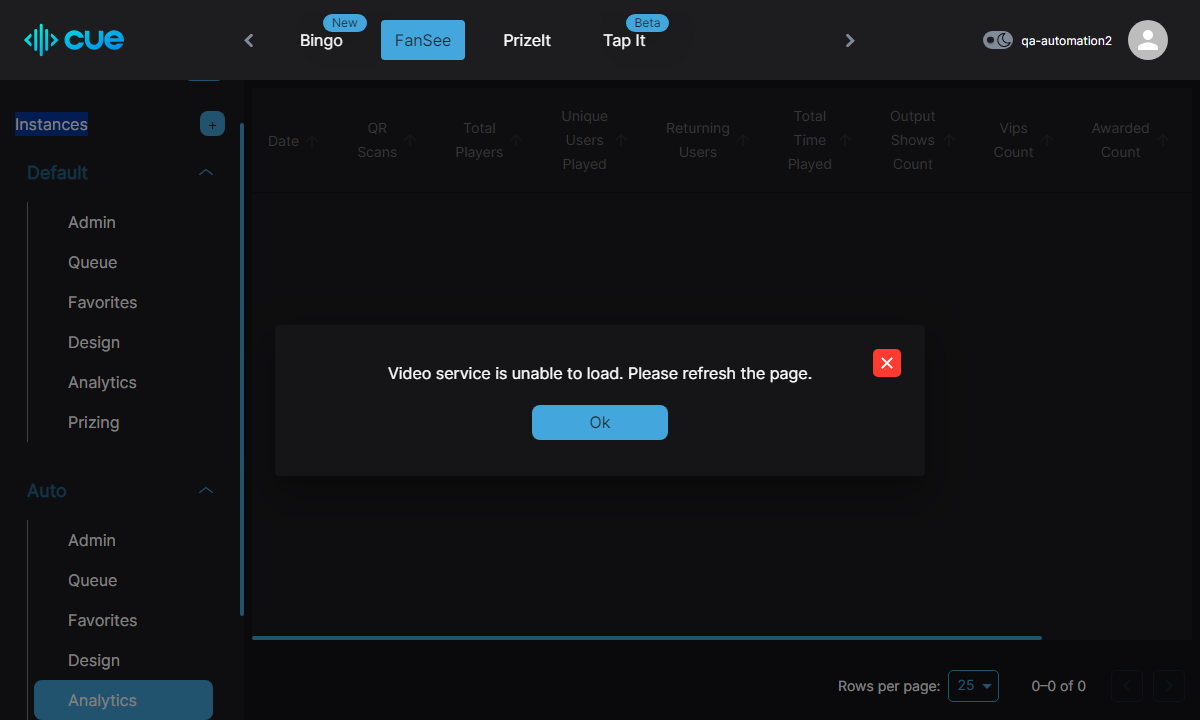 cue
Bingo
New
FanSee
PrizeIt
Tap It
Beta
qa-automation2
Instances
+
Default
Admin
Queue
Favorites
Design
Analytics
Prizing
Auto
Admin
Queue
Favorites
Design
Analytics
Date
QR
Scans
Total
Players
Unique
Users
Played
Returning
Users
Total
Time
Played
Output
Shows
Count
Vips
Count
Awarded
Count
Video service is unable to load. Please refresh the page.
Ok
Rows per page: 25
0–0 of 0